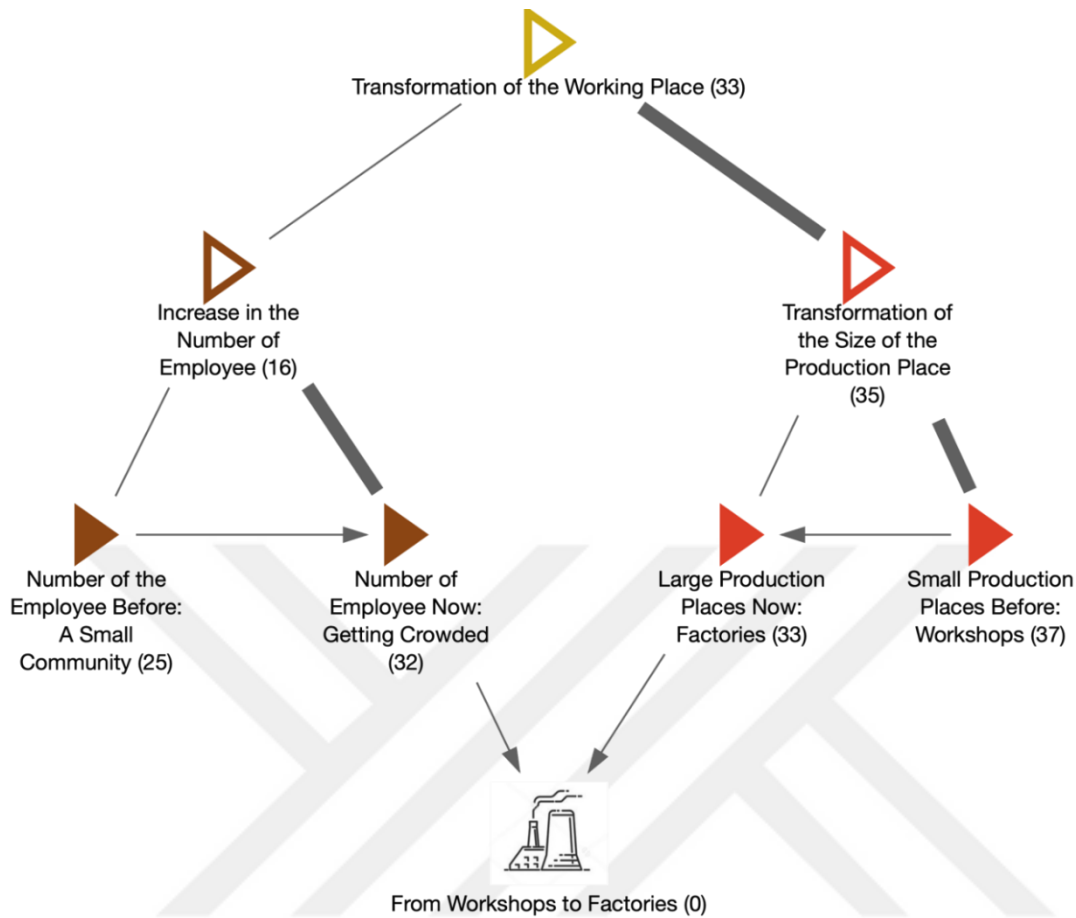 Transformation of the Working Place (33)
Increase in the
Number of
Employee (16)
Transformation of
the Size of the
Production Place
(35)
Number of the
Employee Before:
A Small
Community (25)
Number of
Employee Now:
Getting Crowded
(32)
Large Production
Places Now:
Factories (33)
Small Production
Places Before:
Workshops (37)
From Workshops to Factories (0)